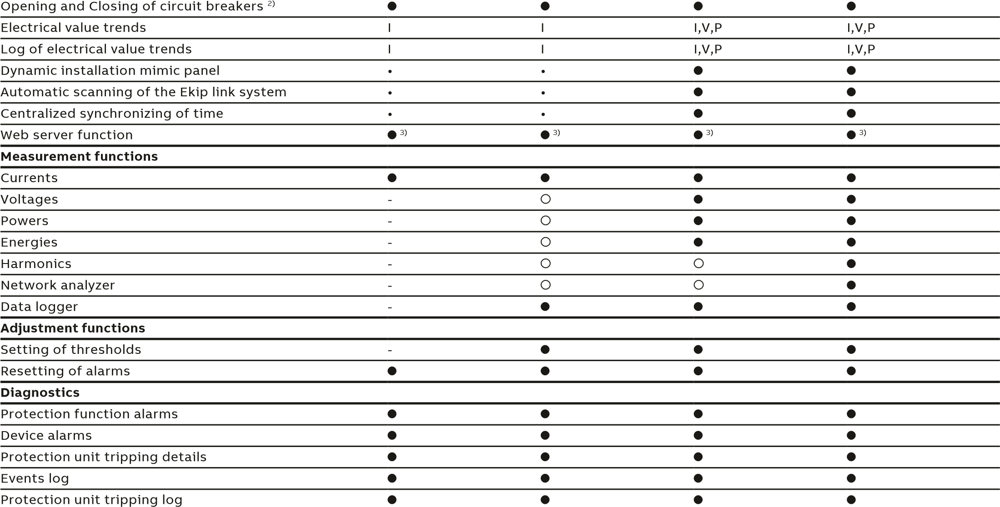 Opening and Closing of circuit breakers 2) ● ● ● ●
Electrical value trends I I I,V,P I,V,P
Log of electrical value trends I I I,V,P I,V,P
Dynamic installation mimic panel • • ● ●
Automatic scanning of the Ekip link system • • ● ●
Centralized synchronizing of time • • ● ●
Web server function ● 3) ● 3) ● 3) ● 3)
Measurement functions
Currents ● ● ● ●
Voltages - ○ ● ●
Powers - ○ ● ●
Energies - ○ ● ●
Harmonics - ○ ○ ●
Network analyzer - ○ ○ ●
Data logger - ● ● ●
Adjustment functions
Setting of thresholds - ● ● ●
Resetting of alarms ● ● ● ●
Diagnostics
Protection function alarms ● ● ● ●
Device alarms ● ● ● ●
Protection unit tripping details ● ● ● ●
Events log ● ● ● ●
Protection unit tripping log ● ● ● ●